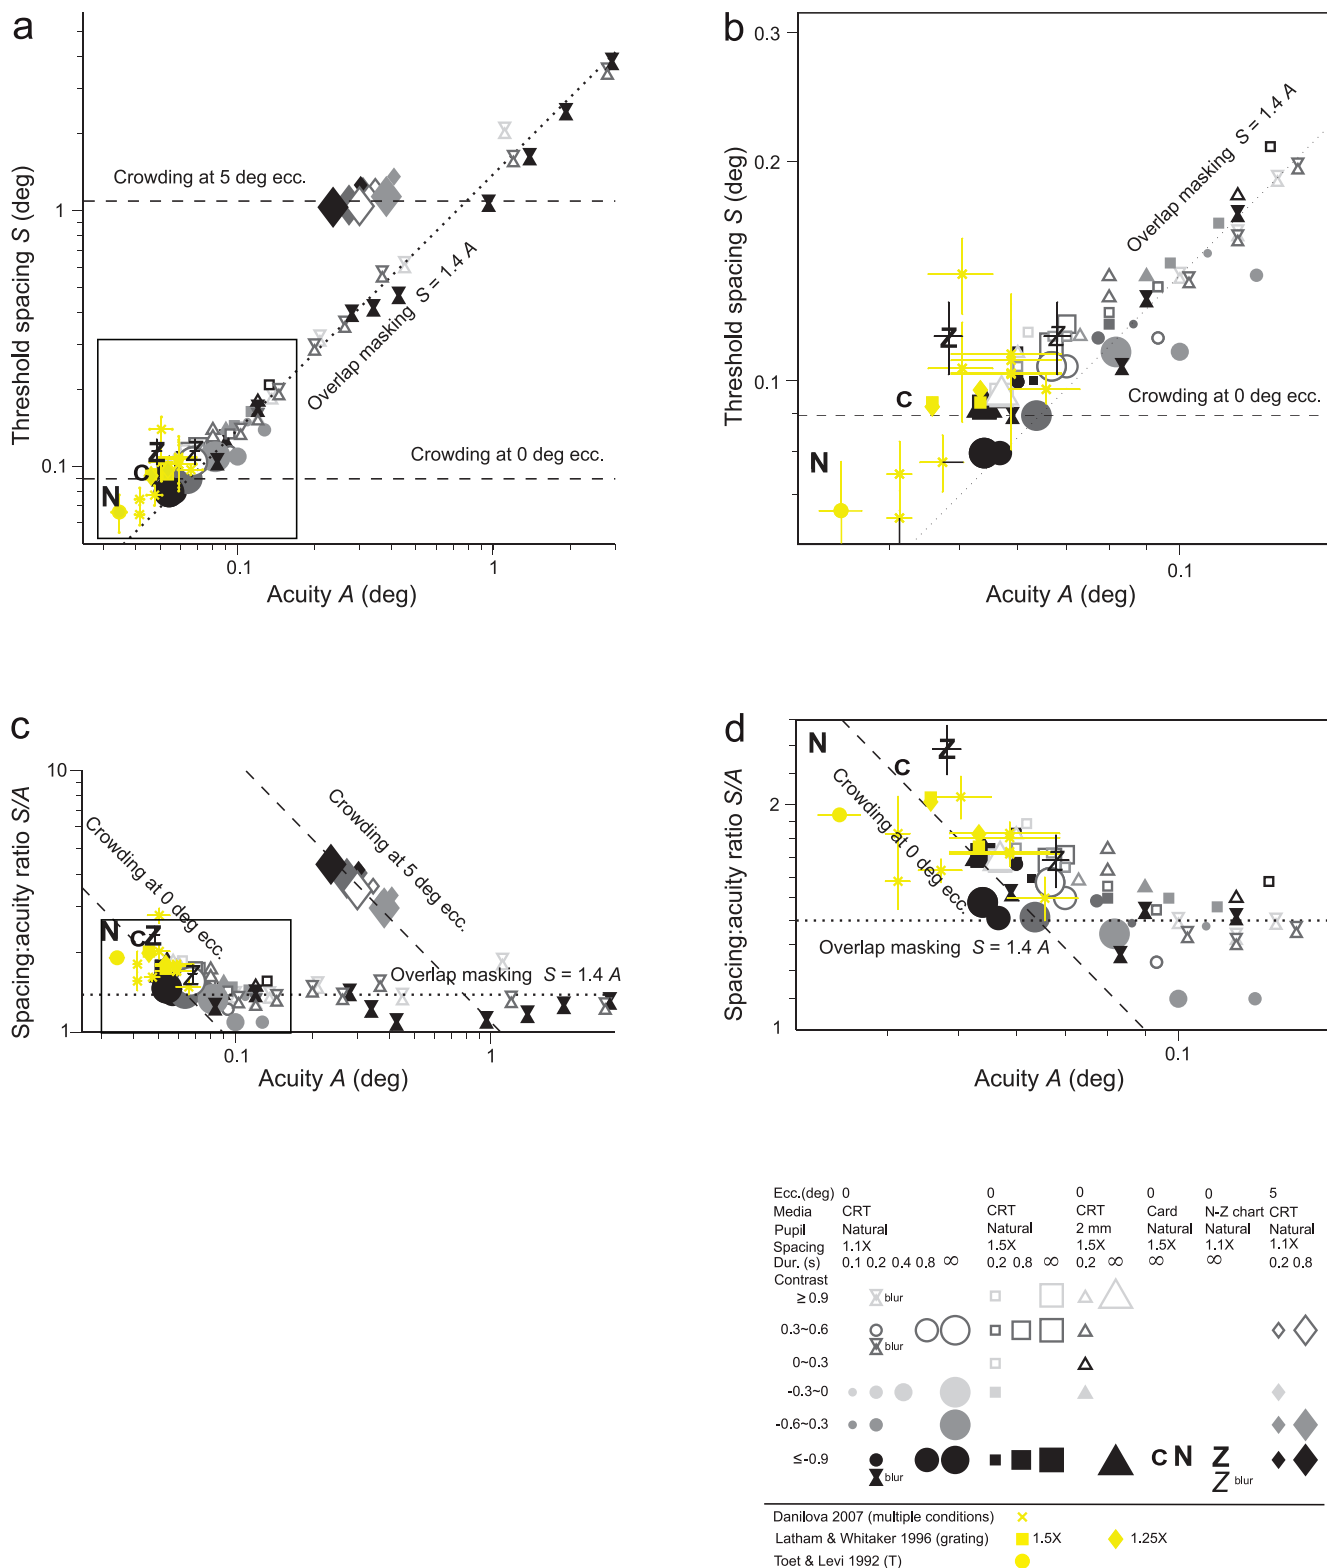 a
Threshold spacing S (deg)
1
0.1
Crowding at 5 deg ecc.
Overlap masking S = 1.4 A
Crowding at 0 deg ecc.
N
C
Z
Z
0.1
1
Acuity A (deg)
b
Threshold spacing S (deg)
0.3
0.2
0.1
Overlap masking S = 1.4 A
Crowding at 0 deg ecc.
Z
Z
C
N
0.1
Acuity A (deg)
c
Spacing:acuity ratio S/A
10
1
Crowding at 0 deg ecc.
Crowding at 5 deg ecc.
Overlap masking S = 1.4 A
N
C
Z
Z
0.1
1
Acuity A (deg)
d
Spacing:acuity ratio S/A
2
1
N
Z
C
Z
Crowding at 0 deg ecc.
Overlap masking S = 1.4 A
0.1
Acuity A (deg)
Ecc.(deg) 0 0 0 0 0 5
Media CRT CRT CRT Card N-Z chart CRT
Pupil Natural Natural 2 mm Natural Natural Natural
Spacing 1.1X 1.5X 1.5X 1.5X 1.1X 1.1X
Dur. (s) 0.1 0.2 0.4 0.8 ∞ 0.2 0.8 ∞ 0.2 ∞ ∞ ∞ 0.2 0.8
Contrast
≥ 0.9 blur
0.3~0.6
blur
0~0.3
-0.3~0
-0.6~0.3
≤-0.9 C N Z
blur Z blur
Danilova 2007 (multiple conditions)
Latham & Whitaker 1996 (grating) 1.5X 1.25X
Toet & Levi 1992 (T)